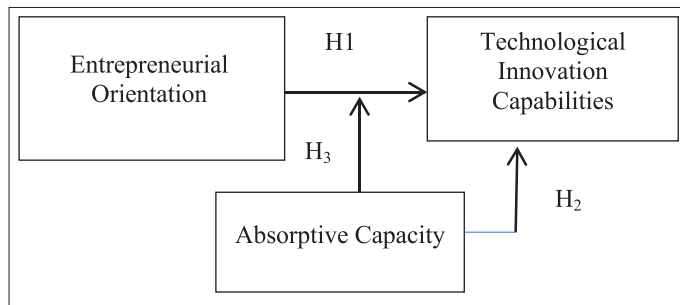 H1
Entrepreneurial
Orientation
Technological
Innovation
Capabilities
H₃
Absorptive Capacity
H₂